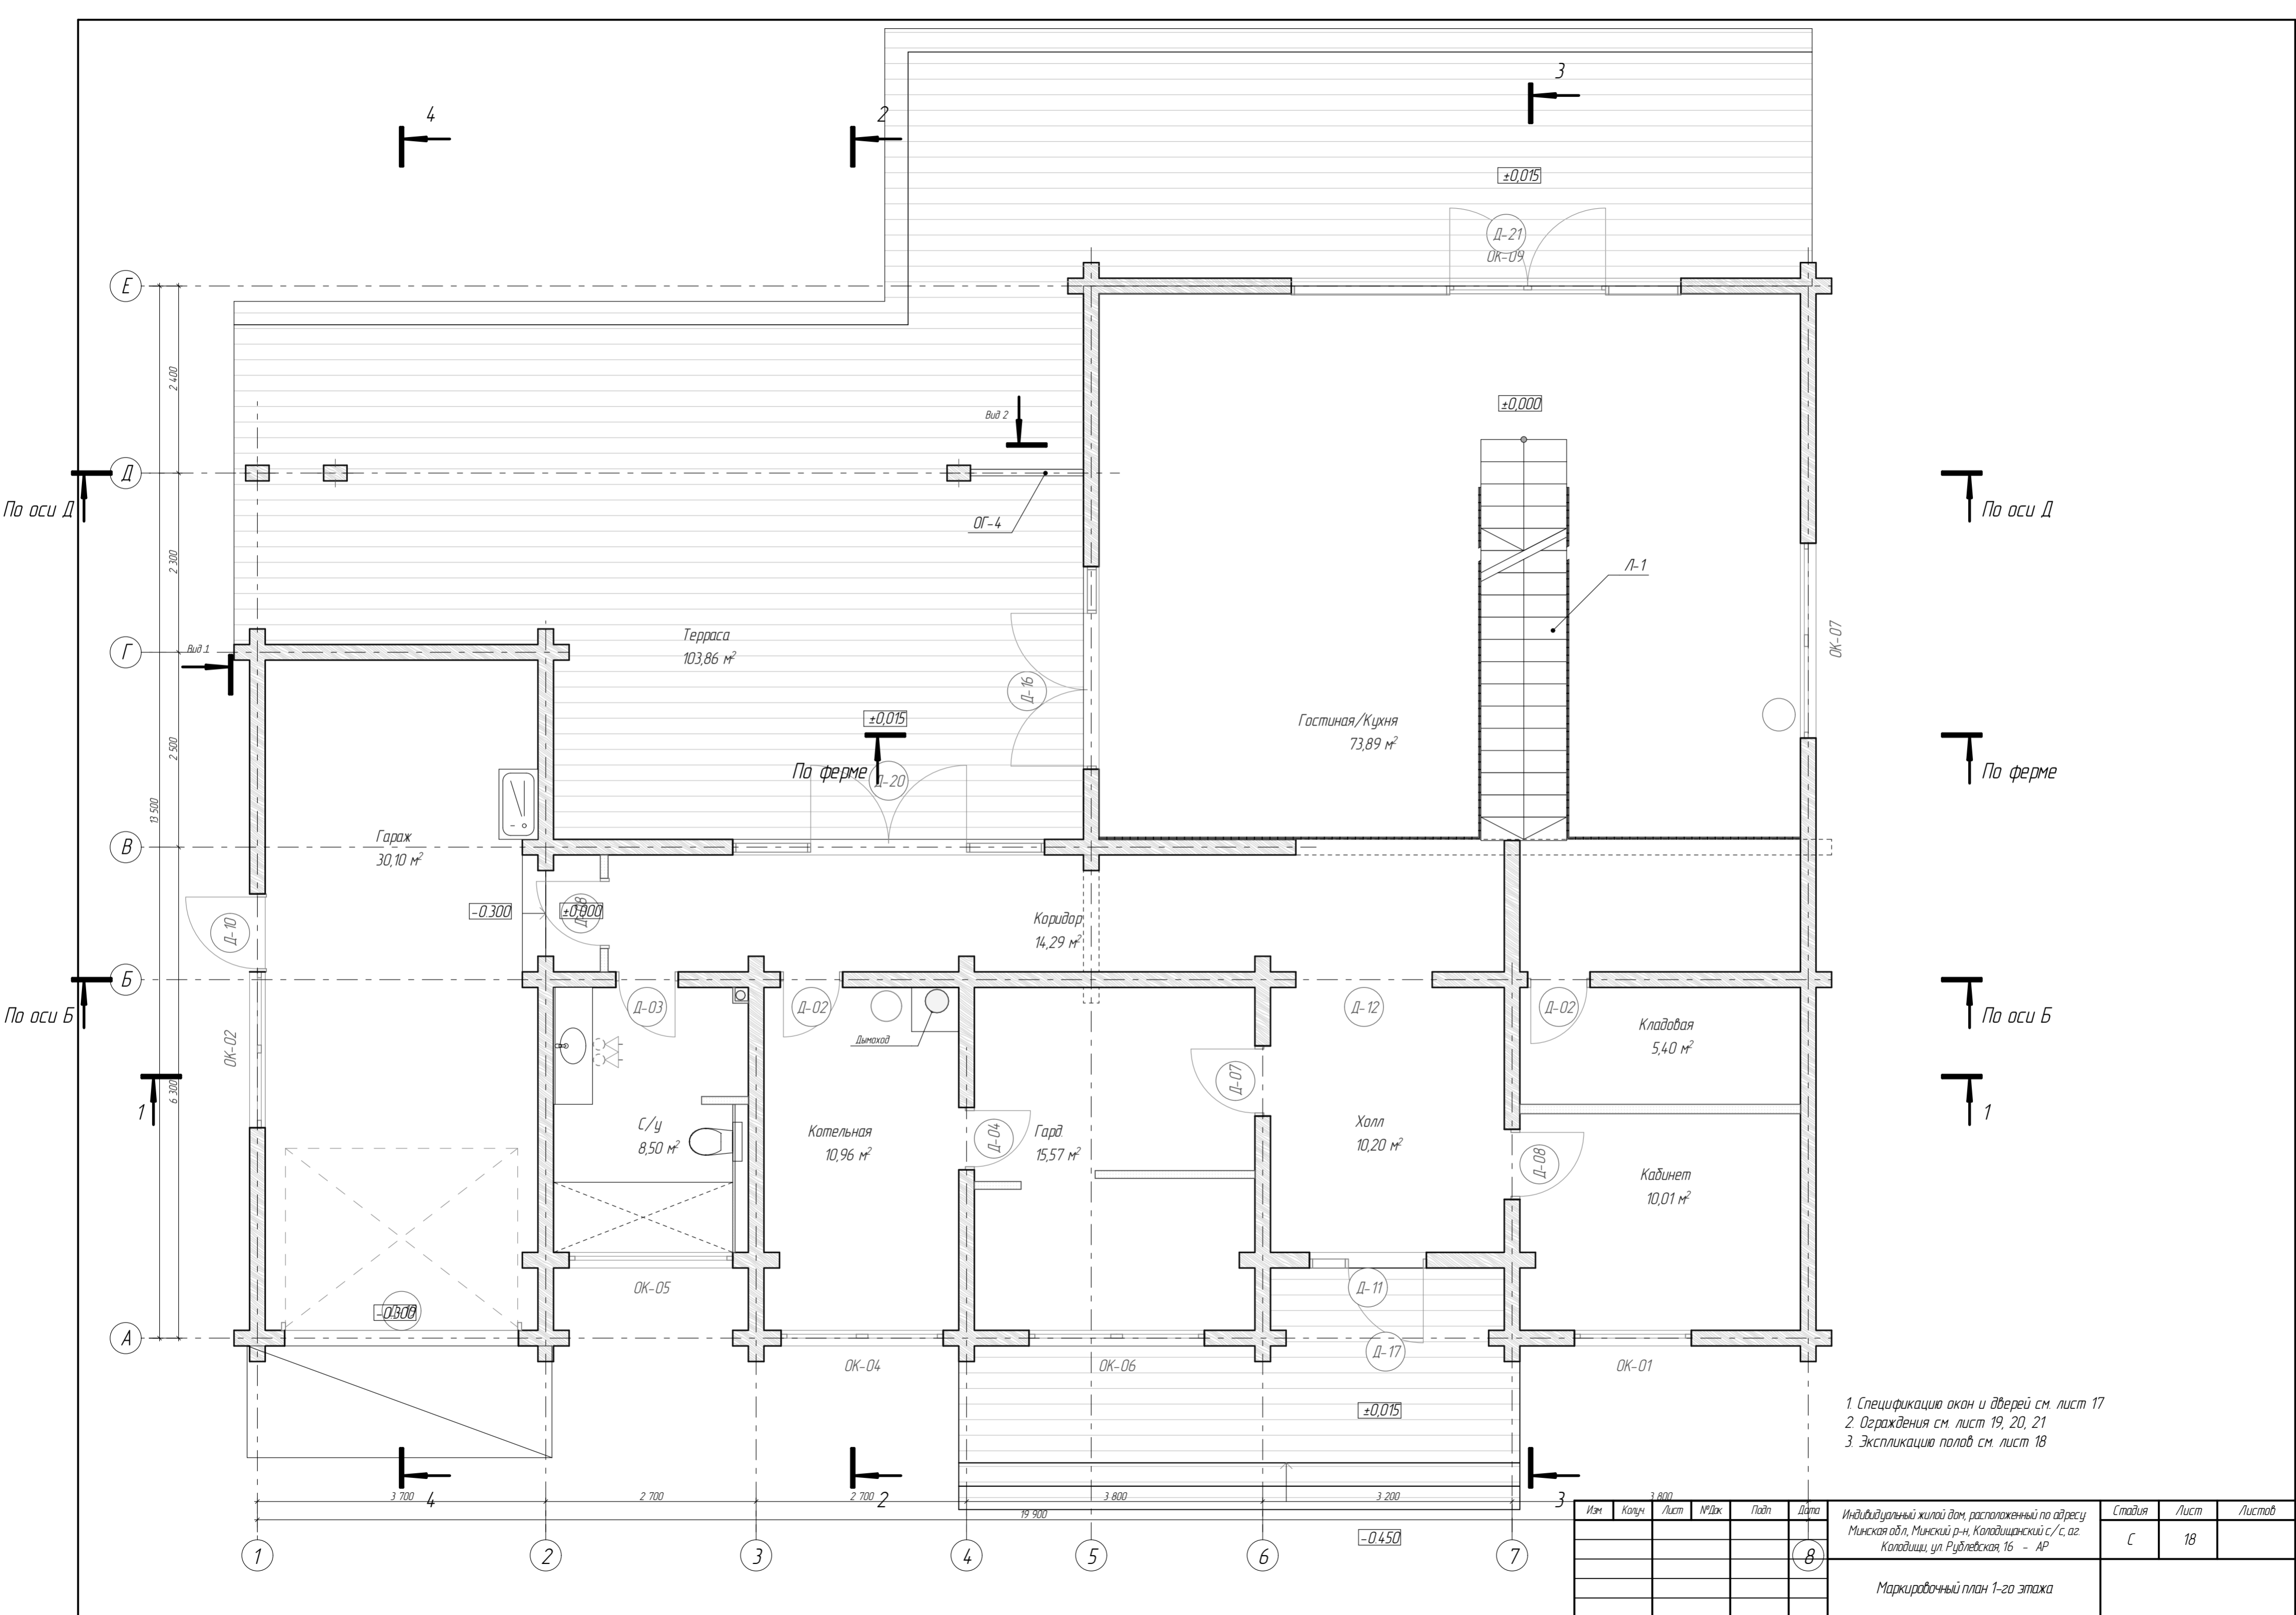 4
2
3
±0,015
Д-21
ОК-09
Е
2 400
Вид 2
±0,000
По оси Д
Д
По оси Д
ОГ-4
2 300
Л-1
ОК-07
Терраса
103,86 м²
Г
Вид 1
Д-16
±0,015
Гостиная/Кухня
73,89 м²
2 500
По ферме
Д-20
По ферме
13 500
Гараж
30,10 м²
В
Д-10
-0.300
±0,000
Д-08
Коридор
14,29 м²
Б
По оси Б
По оси Б
Д-03
Д-02
Д-12
Д-02
Кладовая
5,40 м²
Дымоход
ОК-02
6 300
Д-07
1
1
С/у
8,50 м²
Котельная
10,96 м²
Д-04
Гард.
15,57 м²
Холл
10,20 м²
Д-08
Кабинет
10,01 м²
ОК-05
Д-11
-0.300
А
Д-17
ОК-04
ОК-06
ОК-01
±0,015
1. Спецификацию окон и дверей см. лист 17
2. Ограждения см. лист 19, 20, 21
3. Экспликацию полов см. лист 18
4
2
3
3 700
2 700
2 700
3 800
3 200
3 800
19 900
-0.450
1
2
3
4
5
6
7
8
Изм.
Колуч.
Лист
№Док.
Подп.
Дата
Индивидуальный жилой дом, расположенный по адресу:
Минская обл., Минский р-н, Колодищанский с/с, аг.
Колодищи, ул. Рублевская, 16 - АР
Стадия
Лист
Листов
С
18
Маркировочный план 1-го этажа